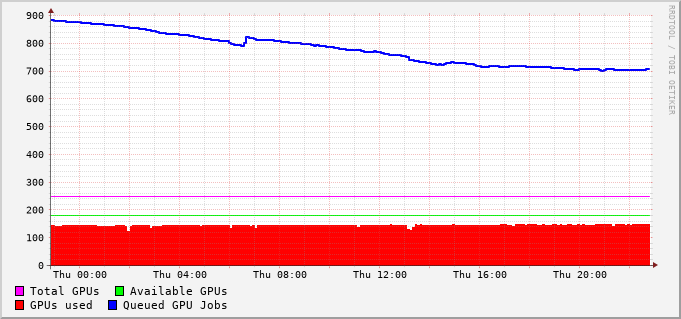 900
800
700
600
500
400
300
200
100
0
Thu 00:00 Thu 04:00 Thu 08:00 Thu 12:00 Thu 16:00 Thu 20:00
Total GPUs Available GPUs
GPUs used Queued GPU Jobs
RRDTOOL / TOBI OETIKER